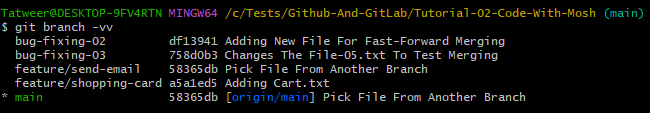 Tatweer@DESKTOP-9FV4RTN MINGW64 /c/Tests/Github-And-GitLab/Tutorial-02-Code-With-Mosh (main)
$ git branch -vv
  bug-fixing-02         df13941 Adding New File For Fast-Forward Merging
  bug-fixing-03         758d0b3 Changes The File-05.txt To Test Merging
  feature/send-email    58365db Pick File From Another Branch
  feature/shopping-card a5a1ed5 Adding Cart.txt
* main                  58365db [origin/main] Pick File From Another Branch